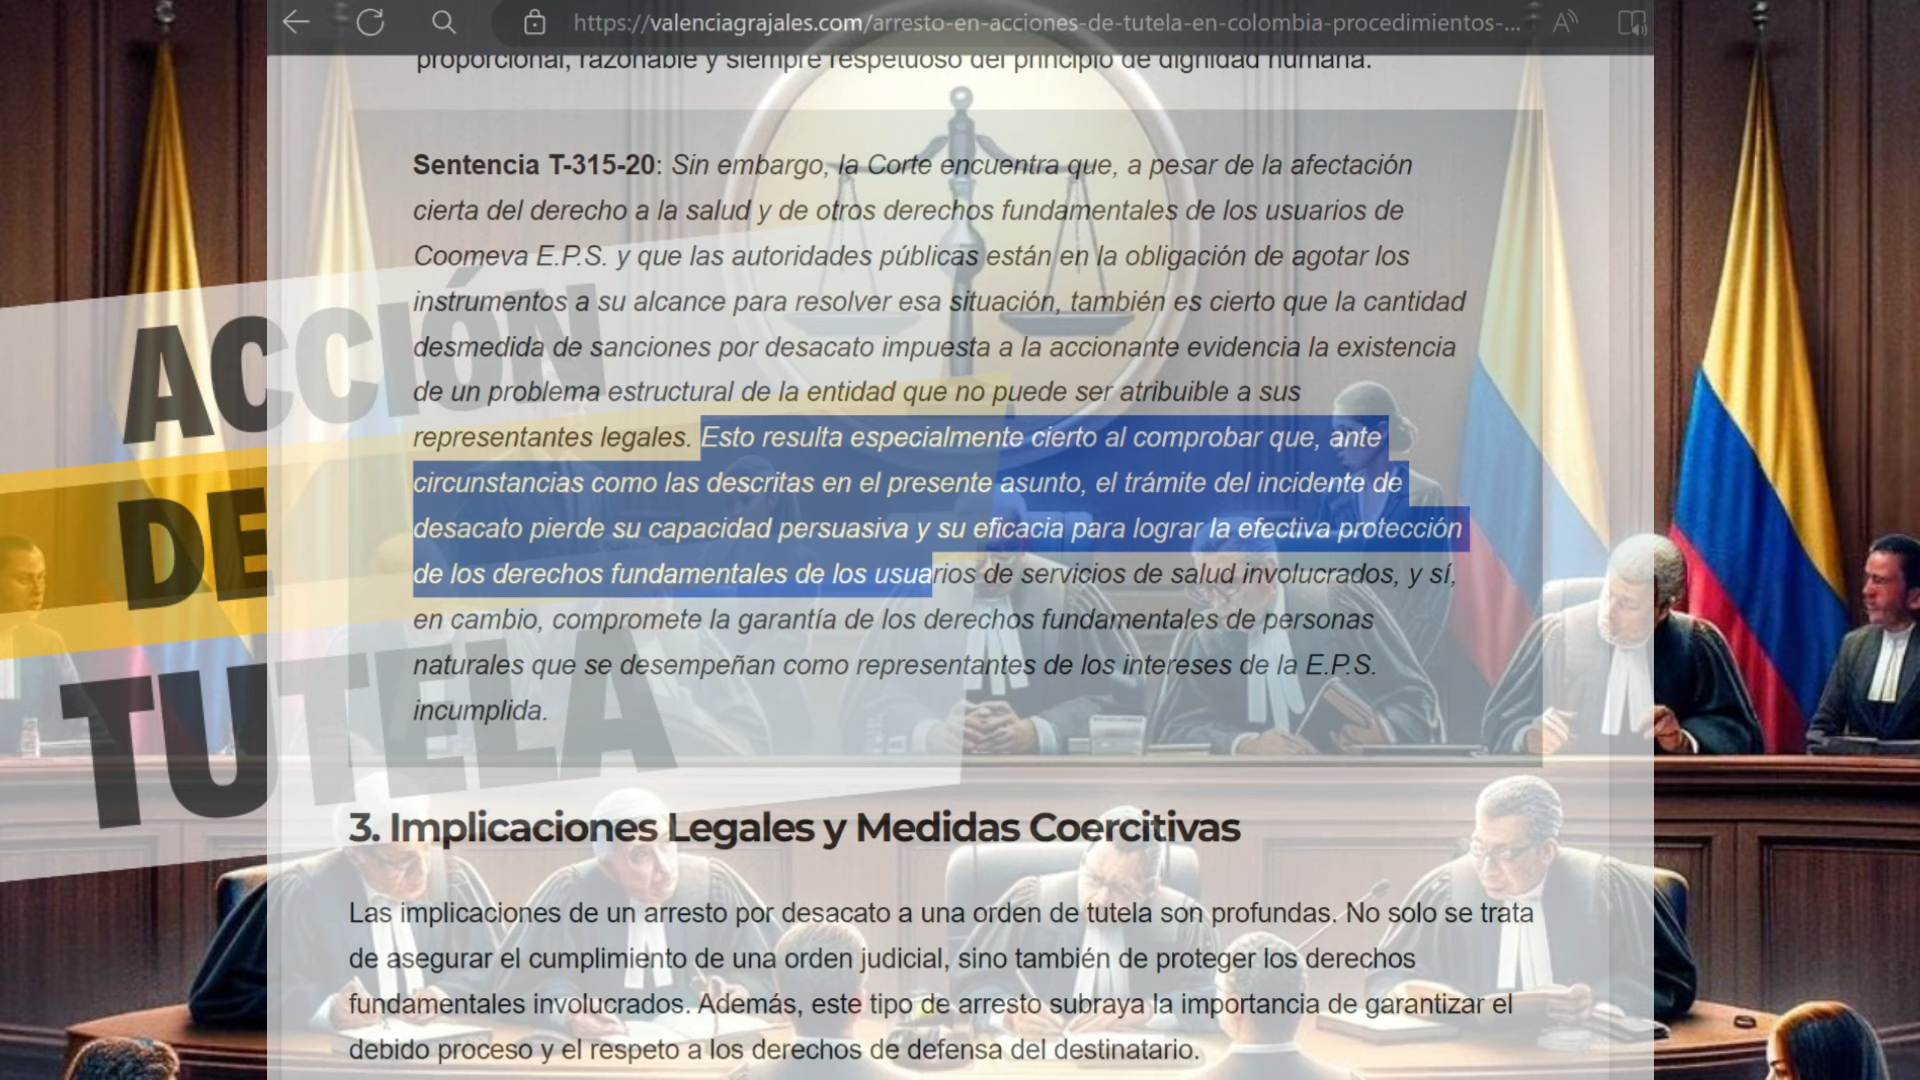 https://valenciagrajales.com/arresto-en-acciones-de-tutela-en-colombia-procedimientos-...
proporcional, razonable y siempre respetuoso del principio de dignidad humana.
Sentencia T-315-20: Sin embargo, la Corte encuentra que, a pesar de la afectación
cierta del derecho a la salud y de otros derechos fundamentales de los usuarios de
Coomeva E.P.S. y que las autoridades públicas están en la obligación de agotar los
instrumentos a su alcance para resolver esa situación, también es cierto que la cantidad
desmedida de sanciones por desacato impuesta a la accionante evidencia la existencia
de un problema estructural de la entidad que no puede ser atribuible a sus
representantes legales. Esto resulta especialmente cierto al comprobar que, ante
circunstancias como las descritas en el presente asunto, el trámite del incidente de
desacato pierde su capacidad persuasiva y su eficacia para lograr la efectiva protección
de los derechos fundamentales de los usuarios de servicios de salud involucrados, y sí,
en cambio, compromete la garantía de los derechos fundamentales de personas
naturales que se desempeñan como representantes de los intereses de la E.P.S.
incumplida.
ACCIÓN
DE
TUTELA
3. Implicaciones Legales y Medidas Coercitivas
Las implicaciones de un arresto por desacato a una orden de tutela son profundas. No solo se trata
de asegurar el cumplimiento de una orden judicial, sino también de proteger los derechos
fundamentales involucrados. Además, este tipo de arresto subraya la importancia de garantizar el
debido proceso y el respeto a los derechos de defensa del destinatario.